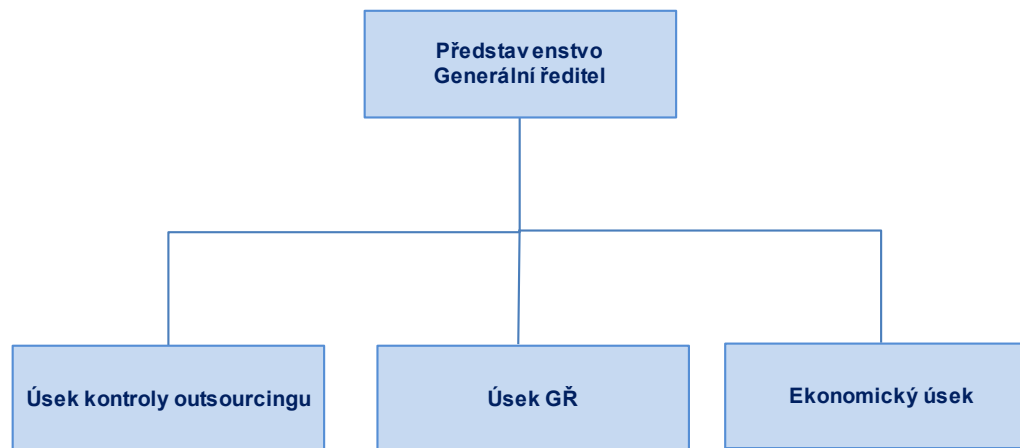 Představenstvo
Generální ředitel
Úsek kontroly outsourcingu
Úsek GŘ
Ekonomický úsek